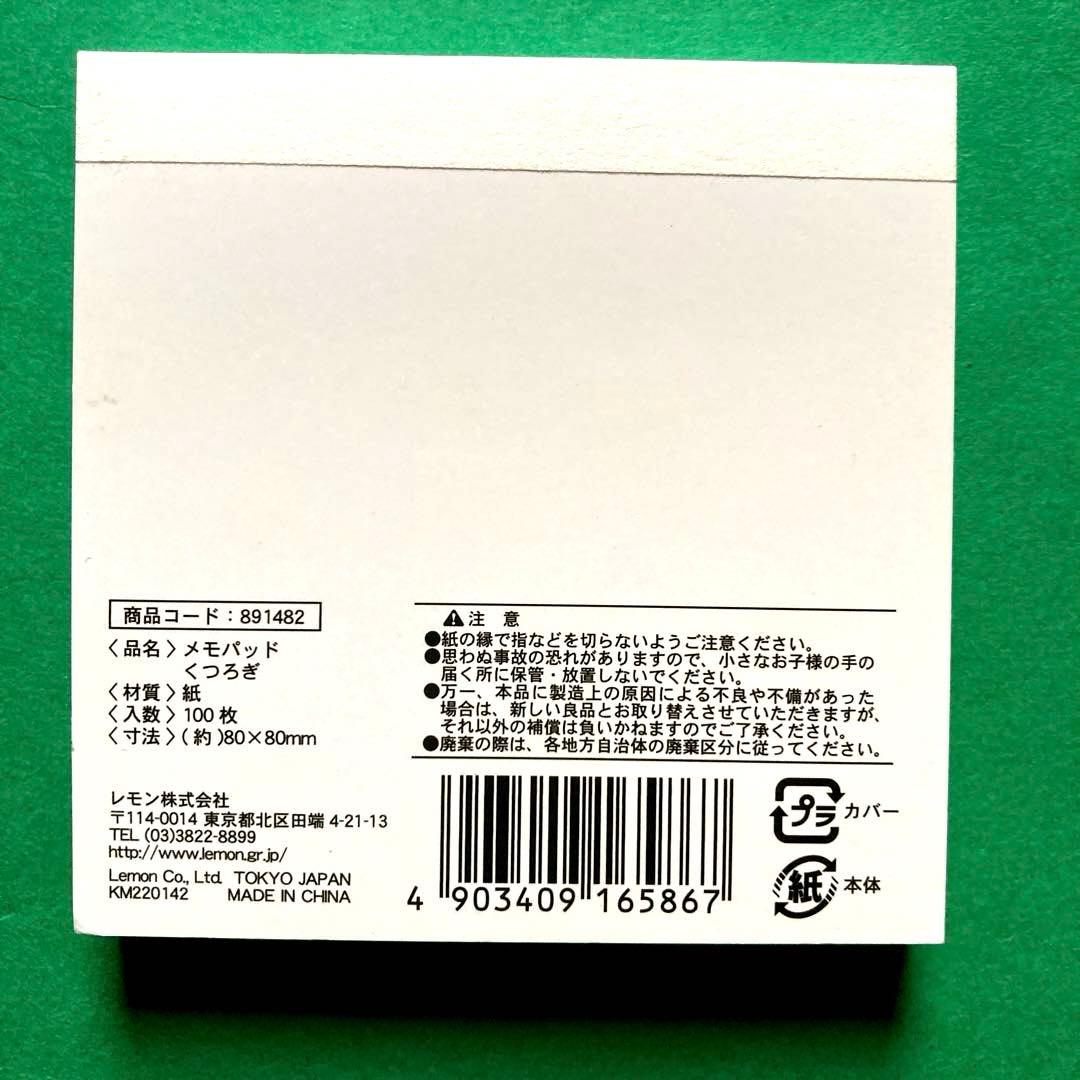 商品コード：891482
〈品名〉メモパッド
くつろぎ
〈材質〉紙
〈入数〉100枚
〈寸法〉(約)80×80mm
レモン株式会社
〒114-0014 東京都北区田端 4-21-13
TEL (03)3822-8899
http://www.lemon.gr.jp/
Lemon Co., Ltd. TOKYO JAPAN
KM220142 MADE IN CHINA
⚠注 意
●紙の縁で指などを切らないようご注意ください。
●思わぬ事故の恐れがありますので、小さなお子様の手の
届く所に保管・放置しないでください。
●万一、本品に製造上の原因による不良や不備があった
場合は、新しい良品とお取り替えさせていただきますが、
それ以外の補償は負いかねますのでご了承ください。
●廃棄の際は、各地方自治体の廃棄区分に従ってください。
4 903409 165867
プラ カバー
紙 本体